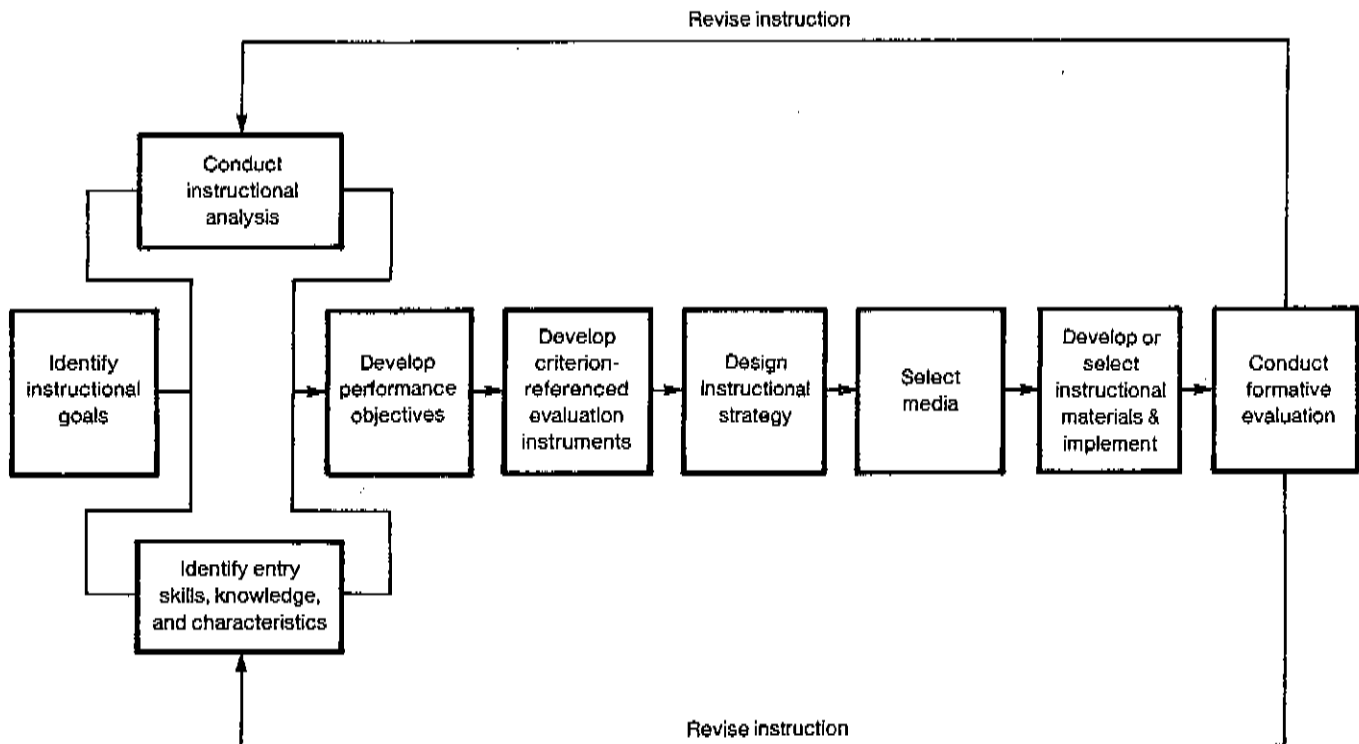 Revise instruction
Conduct
instructional
analysis
Identify
instructional
goals
Develop
performance
objectives
Develop
criterion-
referenced
evaluation
instruments
Design
instructional
strategy
Select
media
Develop or
select
instructional
materials &
implement
Conduct
formative
evaluation
Identify entry
skills, knowledge,
and characteristics
Revise instruction